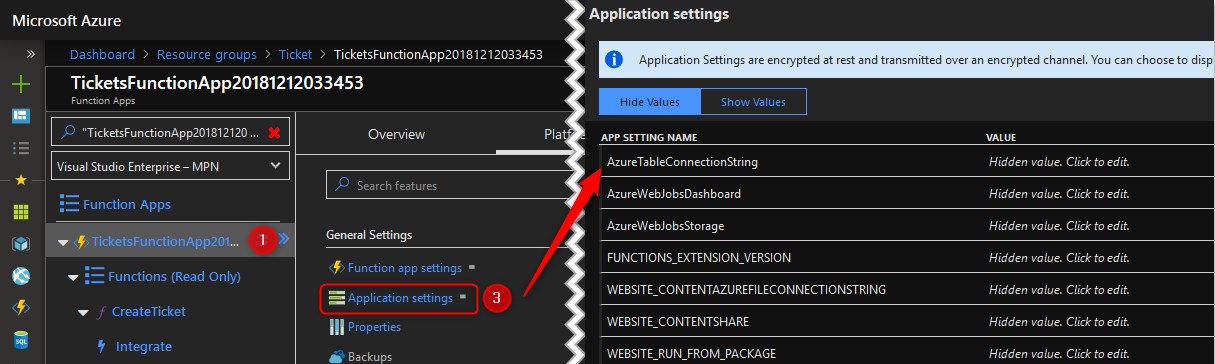 Microsoft Azure
Dashboard > Resource groups > Ticket > TicketsFunctionApp20181212033453
TicketsFunctionApp20181212033453
Function Apps
"TicketsFunctionApp201812120 ...
Visual Studio Enterprise – MPN
Function Apps
TicketsFunctionApp201...
1
Functions (Read Only)
CreateTicket
Integrate
Overview
Platf
Search features
General Settings
Function app settings
Application settings
3
Properties
Backups
Application settings
Application Settings are encrypted at rest and transmitted over an encrypted channel. You can choose to disp
Hide Values
Show Values
APP SETTING NAME VALUE
AzureTableConnectionString Hidden value. Click to edit.
AzureWebJobsDashboard Hidden value. Click to edit.
AzureWebJobsStorage Hidden value. Click to edit.
FUNCTIONS_EXTENSION_VERSION Hidden value. Click to edit.
WEBSITE_CONTENTAZUREFILECONNECTIONSTRING Hidden value. Click to edit.
WEBSITE_CONTENTSHARE Hidden value. Click to edit.
WEBSITE_RUN_FROM_PACKAGE Hidden value. Click to edit.